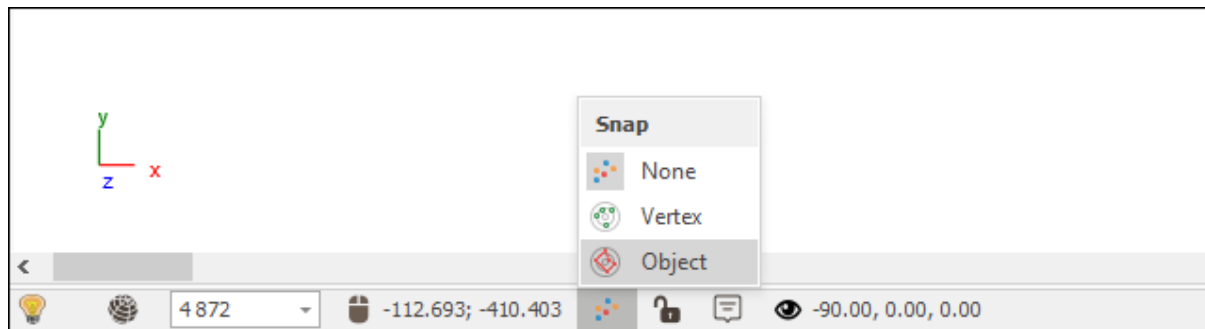 y
x
z
Snap
None
Vertex
Object
4 872
-112.693; -410.403
-90.00, 0.00, 0.00